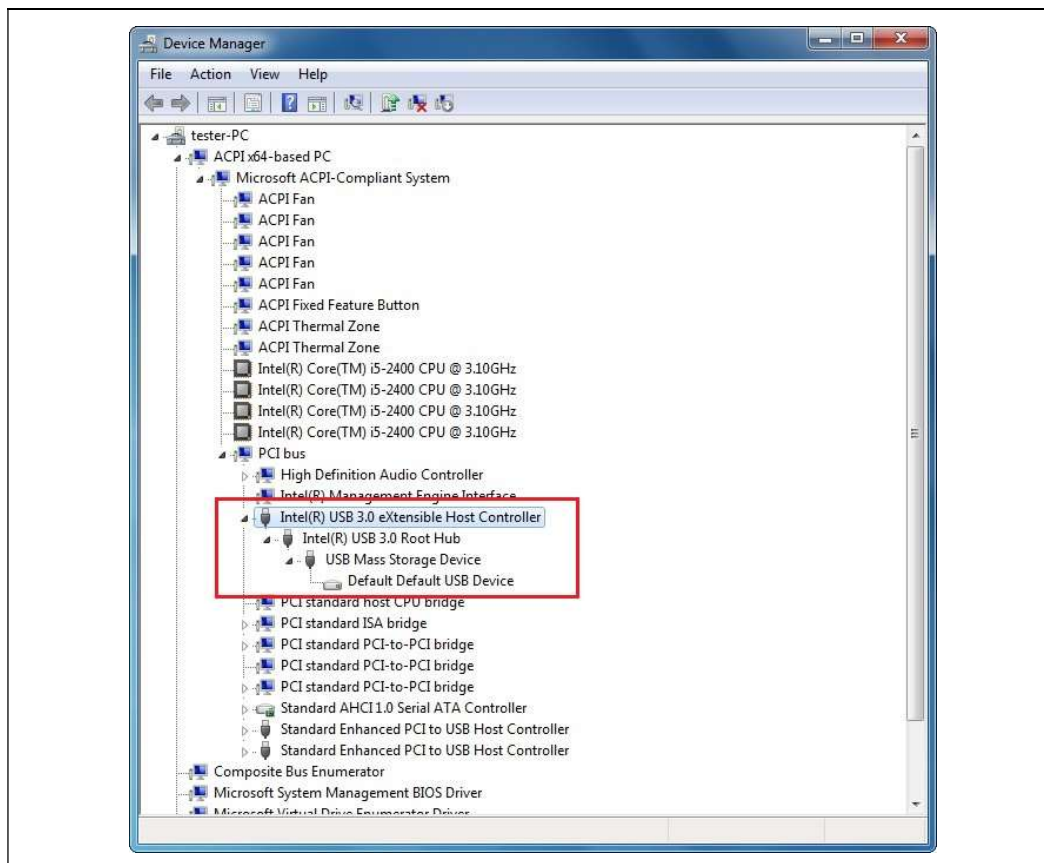 Device Manager
File Action View Help
tester-PC
ACPI x64-based PC
Microsoft ACPI-Compliant System
ACPI Fan
ACPI Fan
ACPI Fan
ACPI Fan
ACPI Fan
ACPI Fixed Feature Button
ACPI Thermal Zone
ACPI Thermal Zone
Intel(R) Core(TM) i5-2400 CPU @ 3.10GHz
Intel(R) Core(TM) i5-2400 CPU @ 3.10GHz
Intel(R) Core(TM) i5-2400 CPU @ 3.10GHz
Intel(R) Core(TM) i5-2400 CPU @ 3.10GHz
PCI bus
High Definition Audio Controller
Intel(R) Management Engine Interface
Intel(R) USB 3.0 eXtensible Host Controller
Intel(R) USB 3.0 Root Hub
USB Mass Storage Device
Default Default USB Device
PCI standard host CPU bridge
PCI standard ISA bridge
PCI standard PCI-to-PCI bridge
PCI standard PCI-to-PCI bridge
PCI standard PCI-to-PCI bridge
Standard AHCI 1.0 Serial ATA Controller
Standard Enhanced PCI to USB Host Controller
Standard Enhanced PCI to USB Host Controller
Composite Bus Enumerator
Microsoft System Management BIOS Driver
Microsoft Virtual Drive Enumerator Driver